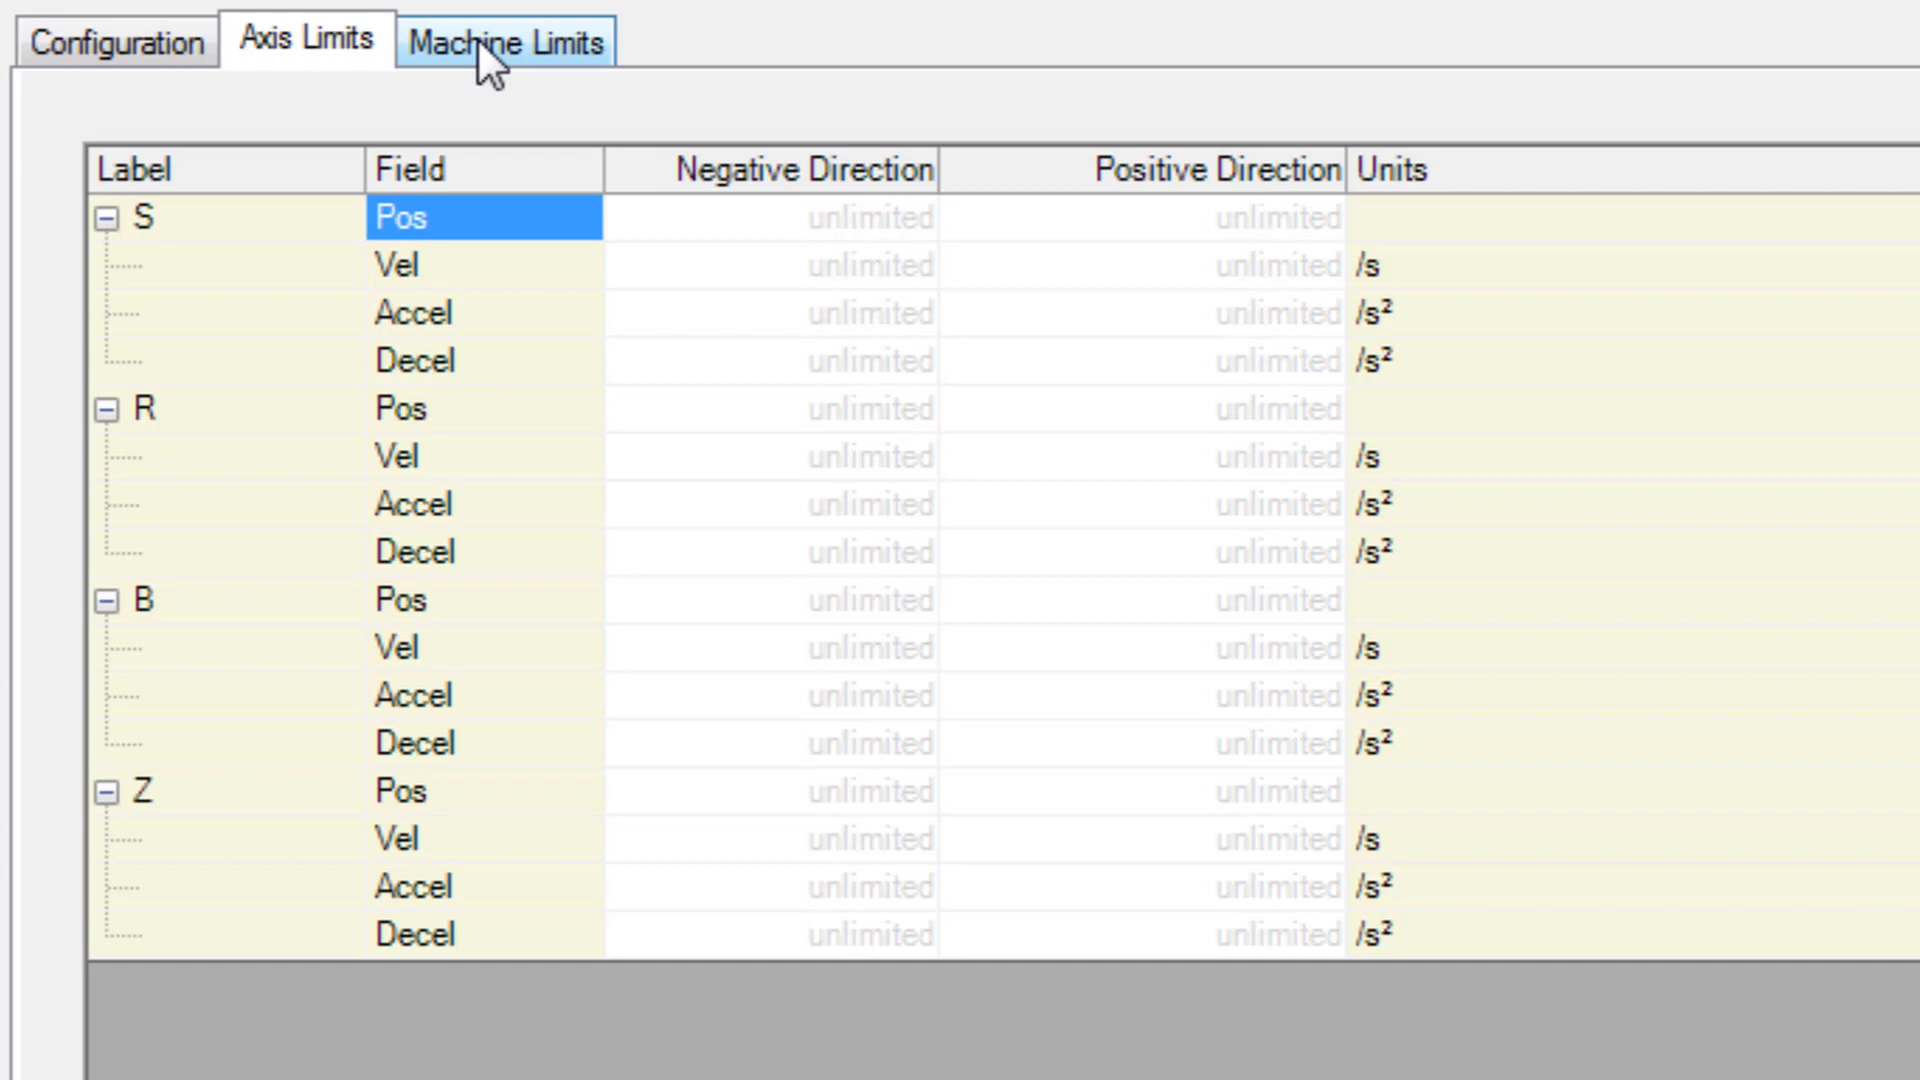 Configuration Axis Limits Machine Limits
Label Field Negative Direction Positive Direction Units
S Pos unlimited unlimited
Vel unlimited unlimited /s
Accel unlimited unlimited /s²
Decel unlimited unlimited /s²
R Pos unlimited unlimited
Vel unlimited unlimited /s
Accel unlimited unlimited /s²
Decel unlimited unlimited /s²
B Pos unlimited unlimited
Vel unlimited unlimited /s
Accel unlimited unlimited /s²
Decel unlimited unlimited /s²
Z Pos unlimited unlimited
Vel unlimited unlimited /s
Accel unlimited unlimited /s²
Decel unlimited unlimited /s²